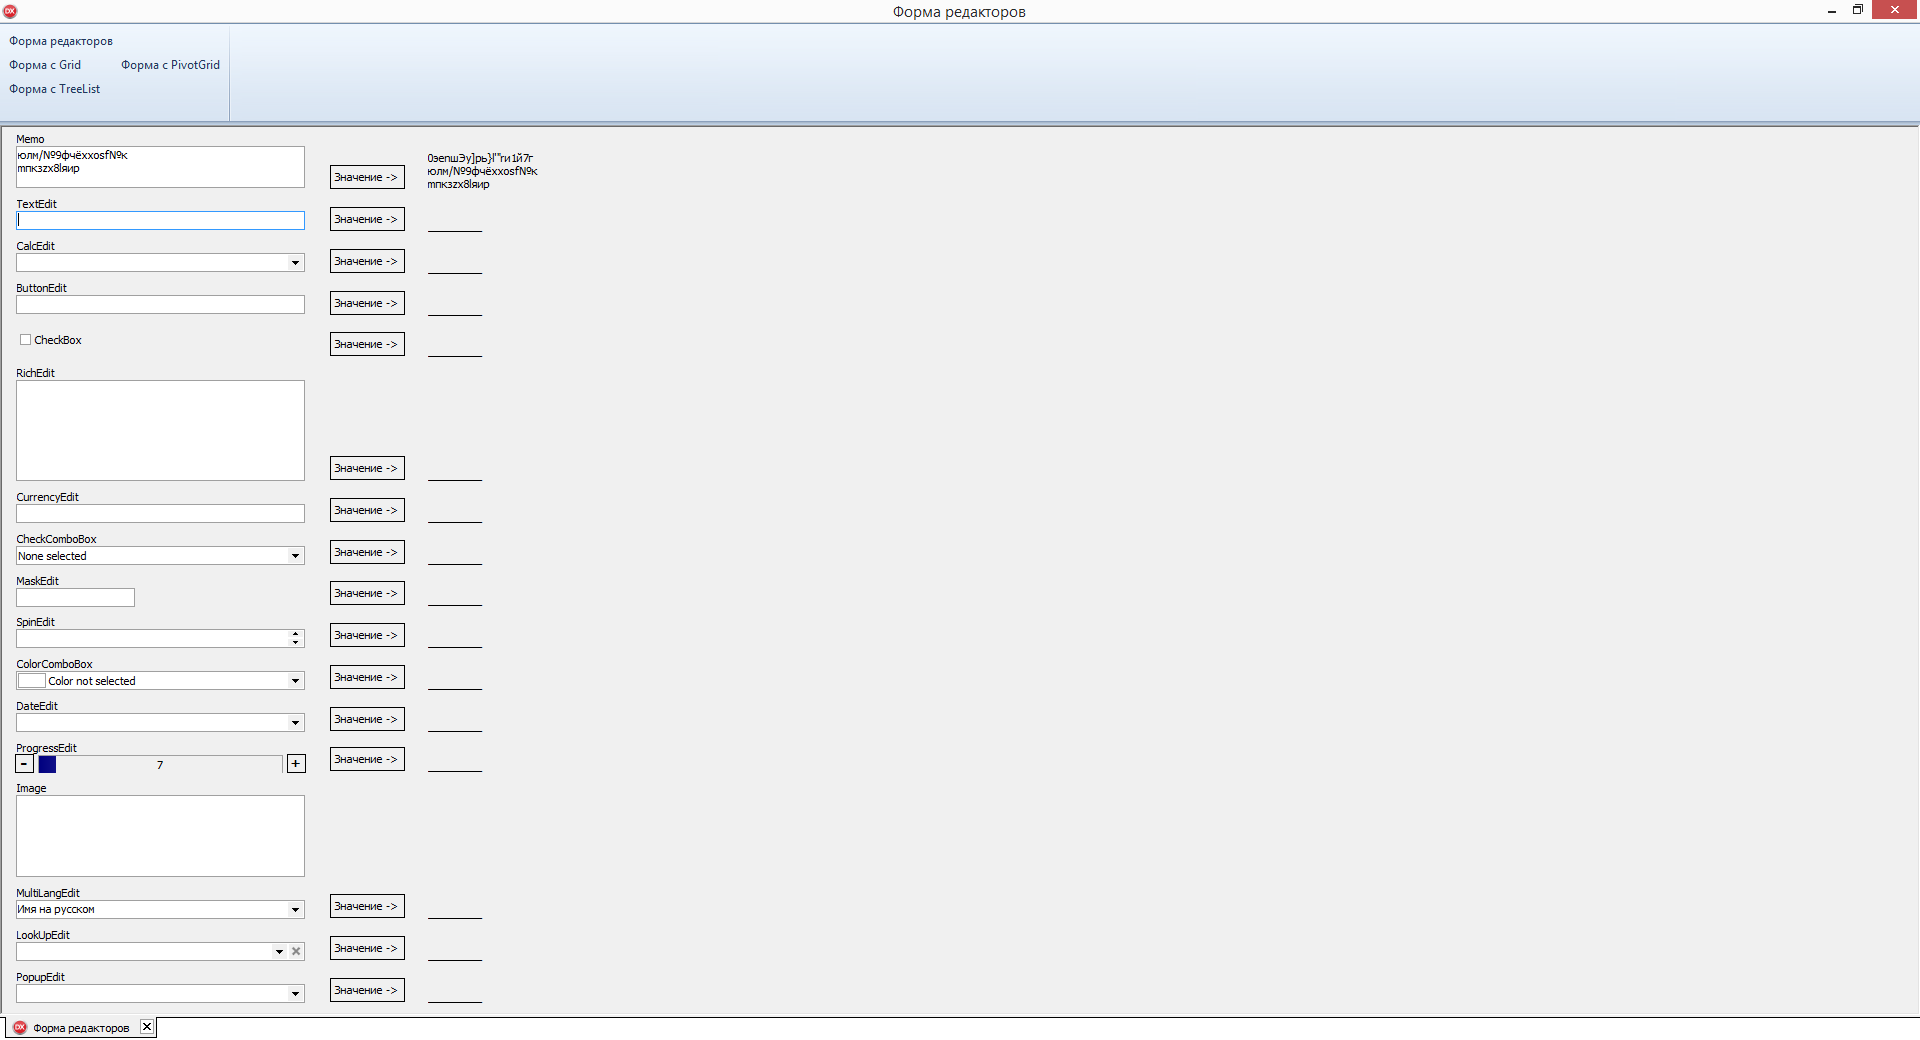 Форма редакторов
Форма редакторов
Форма с Grid
Форма с PivotGrid
Форма с TreeList
Memo
юлм/№9фчёxxosf№к
mпкзzx8lяир
Значение ->
0эепшЭу]рь}l'"ги1й7г
юлм/№9фчёxxosf№к
mпкзzx8lяир
TextEdit
Значение ->
CalcEdit
Значение ->
ButtonEdit
Значение ->
CheckBox
Значение ->
RichEdit
Значение ->
CurrencyEdit
Значение ->
CheckComboBox
None selected
Значение ->
MaskEdit
Значение ->
SpinEdit
Значение ->
ColorComboBox
Color not selected
Значение ->
DateEdit
Значение ->
ProgressEdit
- 7 +
Значение ->
Image
MultiLangEdit
Имя на русском
Значение ->
LookUpEdit
Значение ->
PopupEdit
Значение ->
Форма редакторов